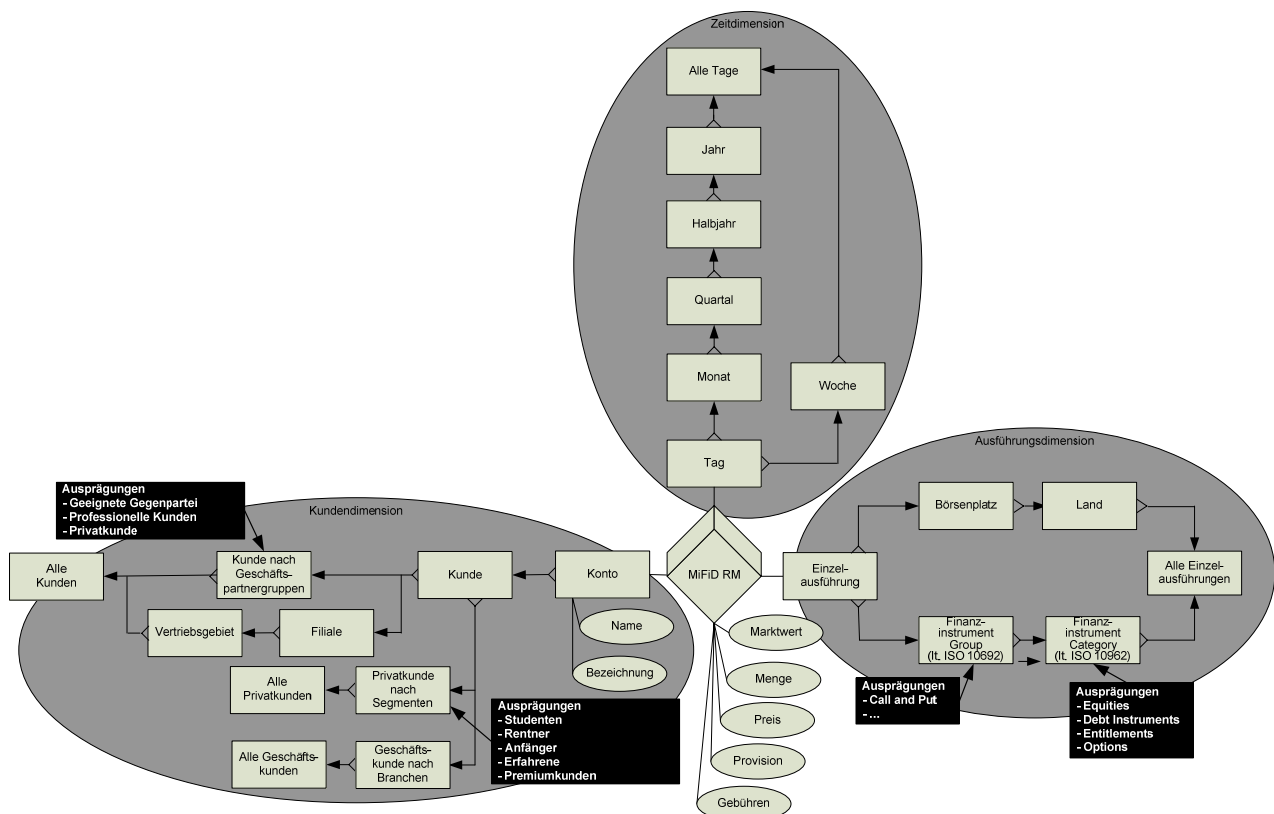 Zeitdimension
Alle Tage
Jahr
Halbjahr
Quartal
Monat
Woche
Tag
Ausführungsdimension
Börsenplatz
Land
Einzel-
ausführung
Alle Einzel-
ausführungen
Finanz-
instrument
Group
(lt. ISO 10692)
Finanz-
instrument
Category
(lt. ISO 10962)
Ausprägungen
- Call and Put
- ...
Ausprägungen
- Equities
- Debt Instruments
- Entitlements
- Options
Ausprägungen
- Geeignete Gegenpartei
- Professionelle Kunden
- Privatkunde
Kundendimension
Alle
Kunden
Kunde nach
Geschäfts-
partnergruppen
Kunde
Konto
MiFiD RM
Vertriebsgebiet
Filiale
Name
Bezeichnung
Alle
Privatkunden
Privatkunde
nach
Segmenten
Alle Geschäfts-
kunden
Geschäfts-
kunde nach
Branchen
Ausprägungen
- Studenten
- Rentner
- Anfänger
- Erfahrene
- Premiumkunden
Marktwert
Menge
Preis
Provision
Gebühren